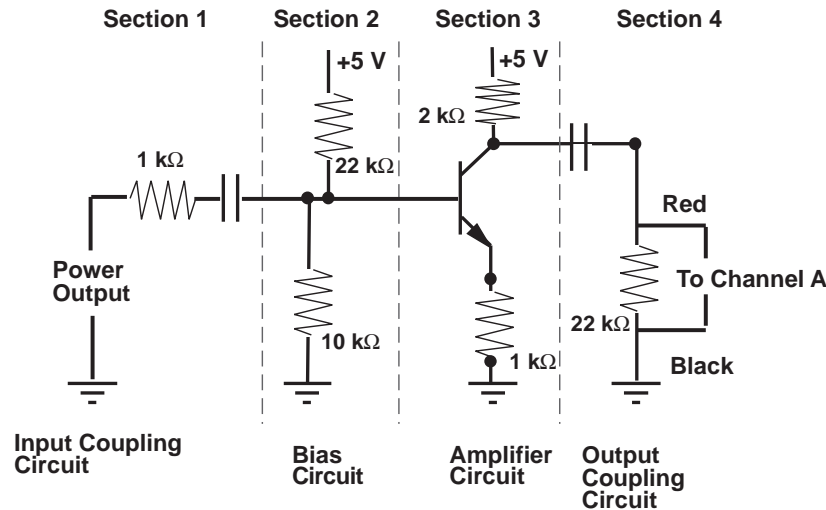 Section 1
Section 2
Section 3
Section 4
+5 V
+5 V
2 kΩ
1 kΩ
22 kΩ
Red
Power
Output
To Channel A
22 kΩ
10 kΩ
1 kΩ
Black
Input Coupling
Circuit
Bias
Circuit
Amplifier
Circuit
Output
Coupling
Circuit